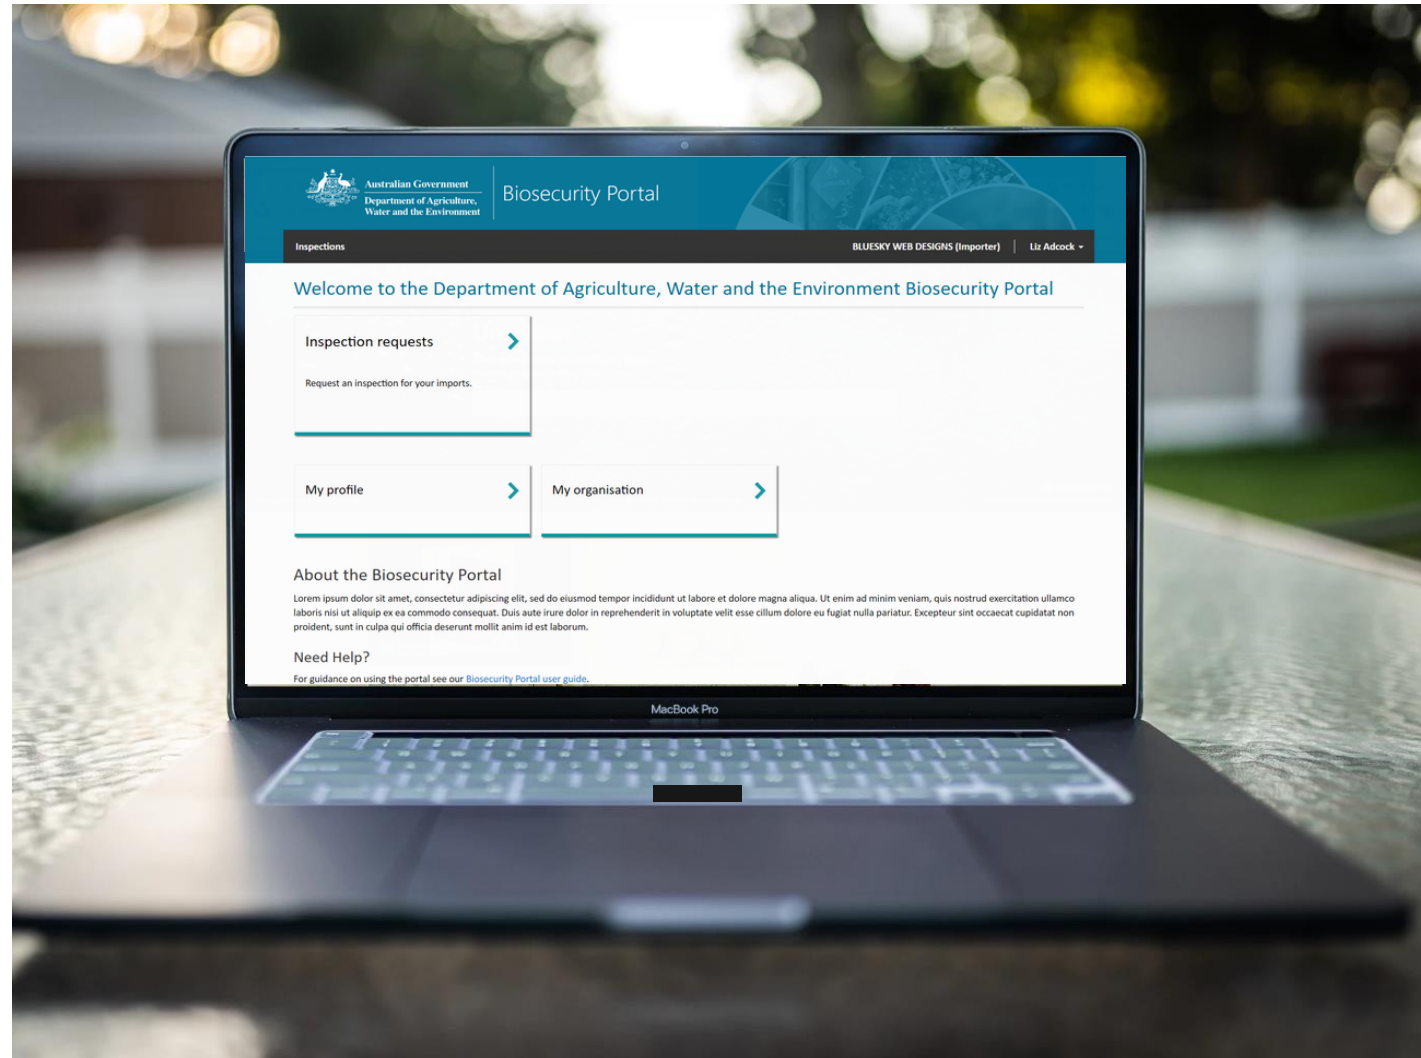 Australian Government
Department of Agriculture,
Water and the Environment
Biosecurity Portal
Inspections
BLUESKY WEB DESIGNS (Importer)
Liz Adcock
Welcome to the Department of Agriculture, Water and the Environment Biosecurity Portal
Inspection requests
Request an inspection for your imports.
My profile
My organisation
About the Biosecurity Portal
Lorem ipsum dolor sit amet, consectetur adipiscing elit, sed do eiusmod tempor incididunt ut labore et dolore magna aliqua. Ut enim ad minim veniam, quis nostrud exercitation ullamco
laboris nisi ut aliquip ex ea commodo consequat. Duis aute irure dolor in reprehenderit in voluptate velit esse cillum dolore eu fugiat nulla pariatur. Excepteur sint occaecat cupidatat non
proident, sunt in culpa qui officia deserunt mollit anim id est laborum.
Need Help?
For guidance on using the portal see our Biosecurity Portal user guide.
MacBook Pro